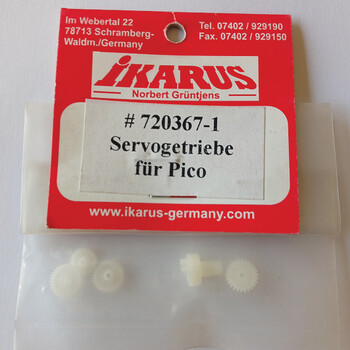 Im Webertal 22
78713 Schramberg-
Waldm./Germany
Tel. 07402 / 929190
Fax. 07402 / 929150
IKARUS
Norbert Grüntjens
# 720367-1
Servogetriebe
für Pico
www.ikarus-germany.com